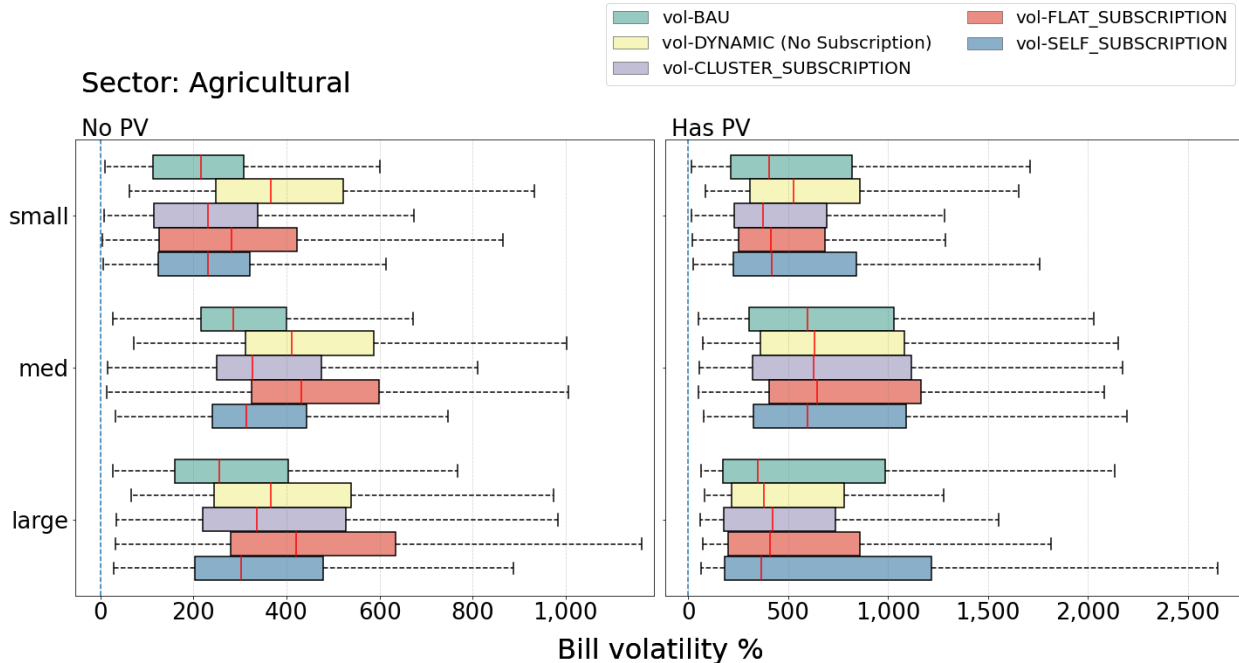 vol-BAU
vol-DYNAMIC (No Subscription)
vol-CLUSTER_SUBSCRIPTION
vol-FLAT_SUBSCRIPTION
vol-SELF_SUBSCRIPTION
Sector: Agricultural
No PV
Has PV
small
med
large
0 200 400 600 800 1,000
0 500 1,000 1,500 2,000 2,500
Bill volatility %